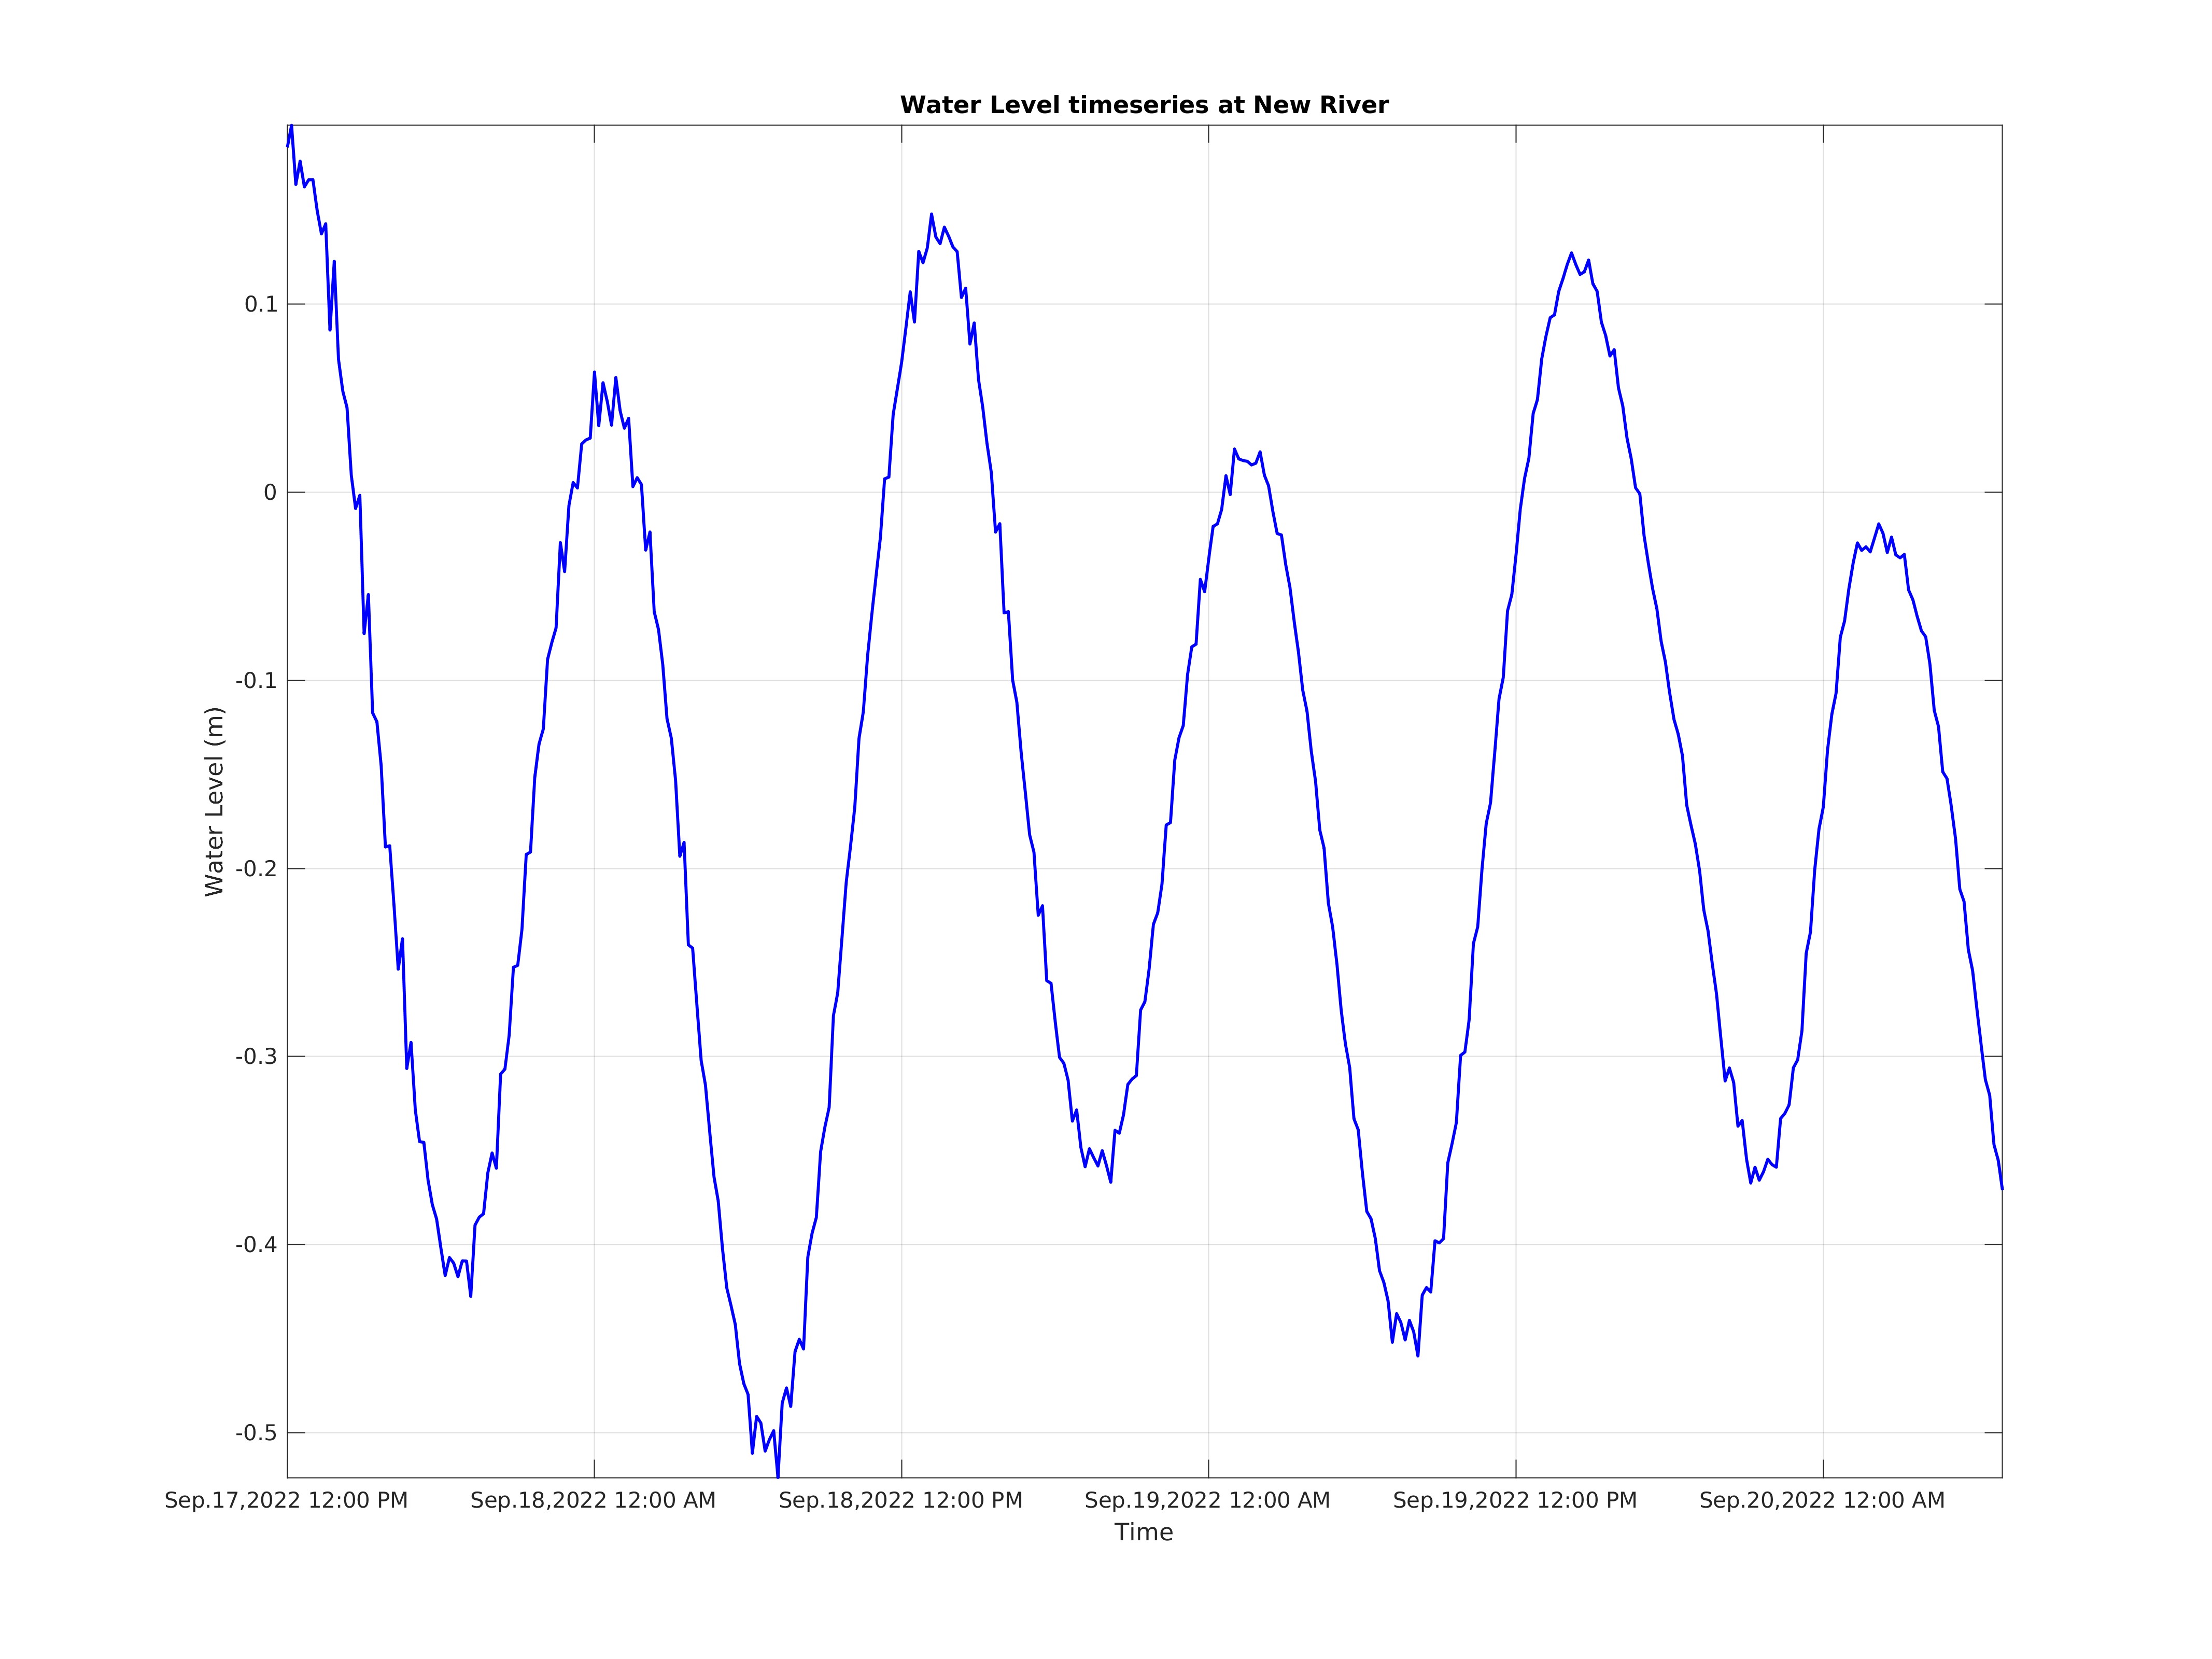 Water Level timeseries at New River
0.1
0
-0.1
-0.2
-0.3
-0.4
-0.5
Water Level (m)
Sep.17,2022 12:00 PM
Sep.18,2022 12:00 AM
Sep.18,2022 12:00 PM
Sep.19,2022 12:00 AM
Sep.19,2022 12:00 PM
Sep.20,2022 12:00 AM
Time